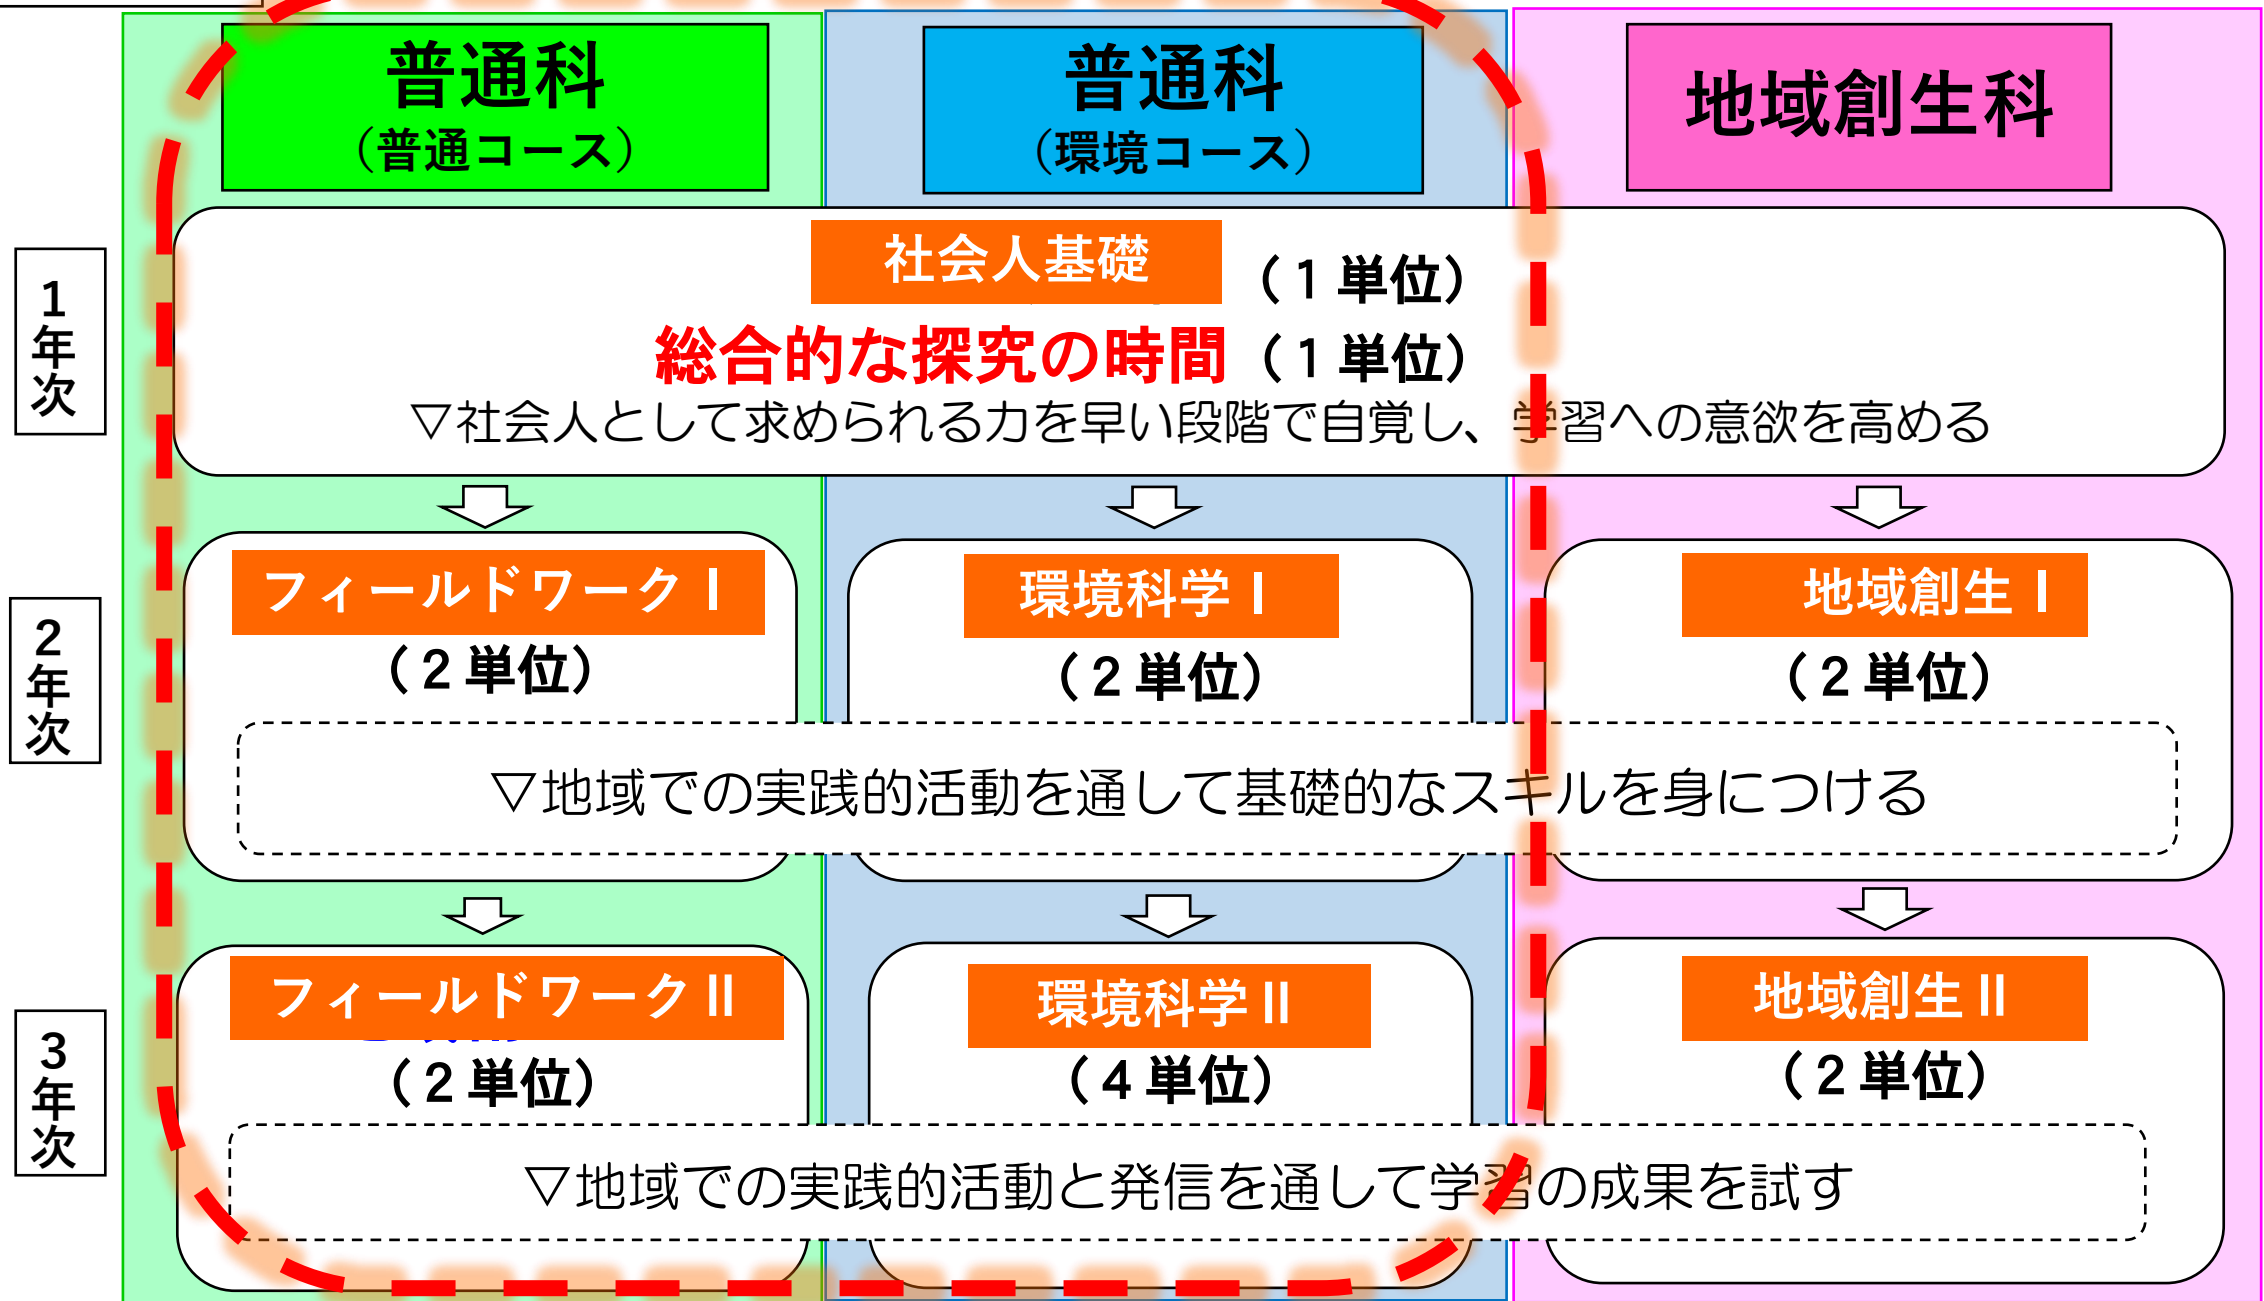 普通科
（普通コース）
普通科
（環境コース）
地域創生科
1年次
社会人基礎
（1単位）
総合的な探究の時間（1単位）
▽社会人として求められる力を早い段階で自覚し、学習への意欲を高める
2年次
フィールドワークⅠ
（2単位）
環境科学Ⅰ
（2単位）
地域創生Ⅰ
（2単位）
▽地域での実践的活動を通して基礎的なスキルを身につける
3年次
フィールドワークⅡ
（2単位）
環境科学Ⅱ
（4単位）
地域創生Ⅱ
（2単位）
▽地域での実践的活動と発信を通して学習の成果を試す